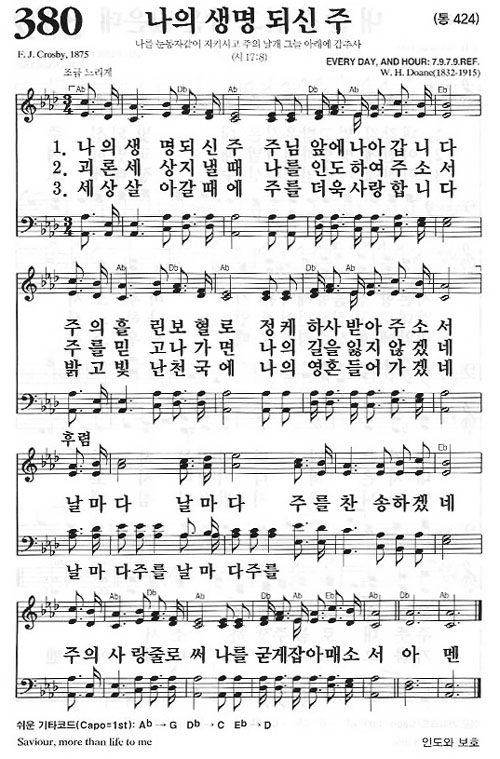 380 나의 생명 되신 주 (통 424)
나를 눈동자같이 지키시고 주의 날개 그늘 아래에 감추사
(시 17:8)
F. J. Crosby, 1875
EVERY DAY, AND HOUR: 7.9.7.9.REF.
W. H. Doane(1832-1915)
조금 느리게
Ab Db Ab Eb
1. 나의 생 명되신 주 주님 앞에 나아갑니다
2. 괴론 세 상지낼 때 나를 인도하여주소서
3. 세상 살 아갈 때에 주를 더욱 사랑합니다
Ab Db Ab Db Ab Eb Ab
주의 흘 린보혈로 정케 하사 받아주소서
주를 믿 고나가면 나의 길을 잃지않겠네
밝고 빛 난천국에 나의 영혼 들어가겠네
후렴
Ab Db Ab Eb
날마다 날마다 주를 찬송하겠네
날마다주를 날마다주를
Ab Db Ab Db Ab Eb Ab Db Ab
주의 사랑줄로써 나를 굳게잡아매소서 아멘
쉬운 기타코드(Capo=1st): Ab → G Db → C Eb → D
Saviour, more than life to me 인도와 보호